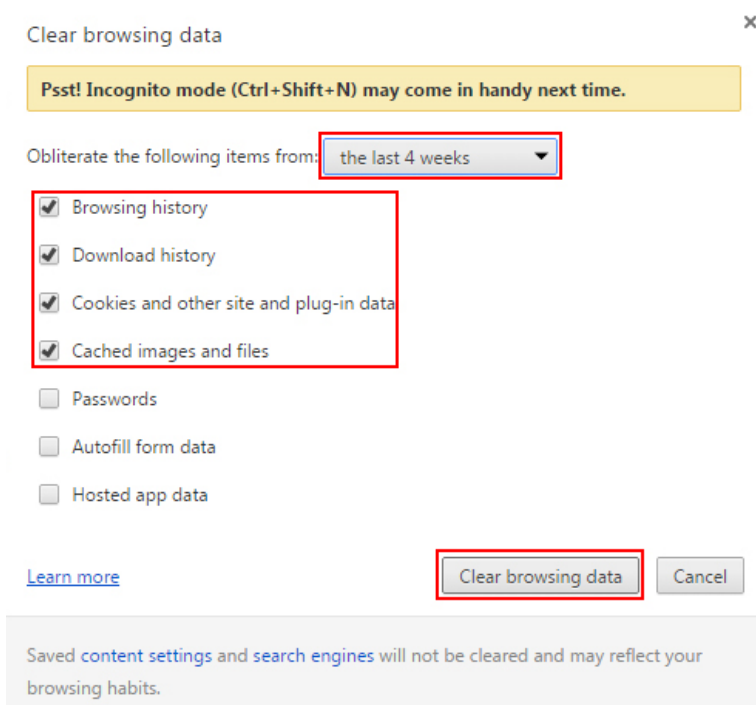 Clear browsing data
Psst! Incognito mode (Ctrl+Shift+N) may come in handy next time.
Obliterate the following items from: the last 4 weeks
Browsing history
Download history
Cookies and other site and plug-in data
Cached images and files
Passwords
Autofill form data
Hosted app data
Learn more Clear browsing data Cancel
Saved content settings and search engines will not be cleared and may reflect your
browsing habits.